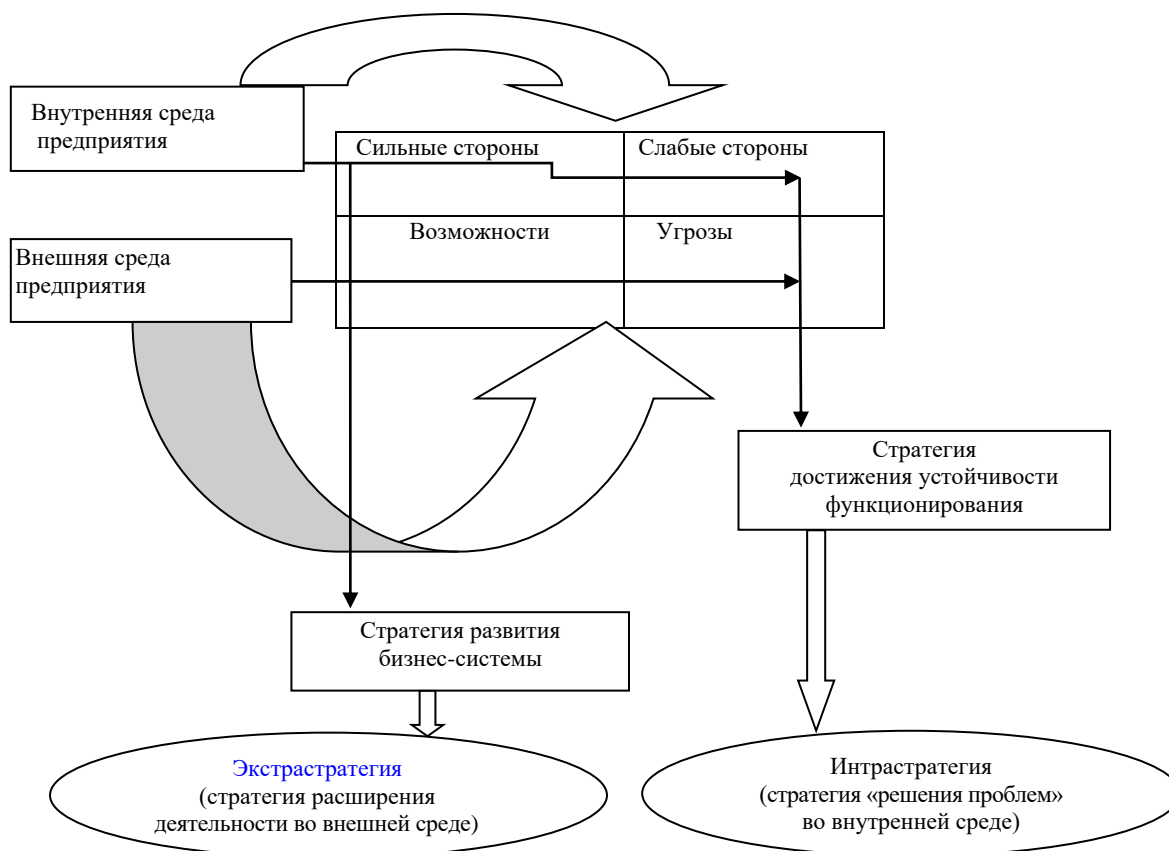 Внутренняя среда
предприятия
Сильные стороны
Слабые стороны
Возможности
Угрозы
Внешняя среда
предприятия
Стратегия
достижения устойчивости
функционирования
Стратегия развития
бизнес-системы
Экстрастратегия
(стратегия расширения
деятельности во внешней среде)
Интрастратегия
(стратегия «решения проблем»
во внутренней среде)